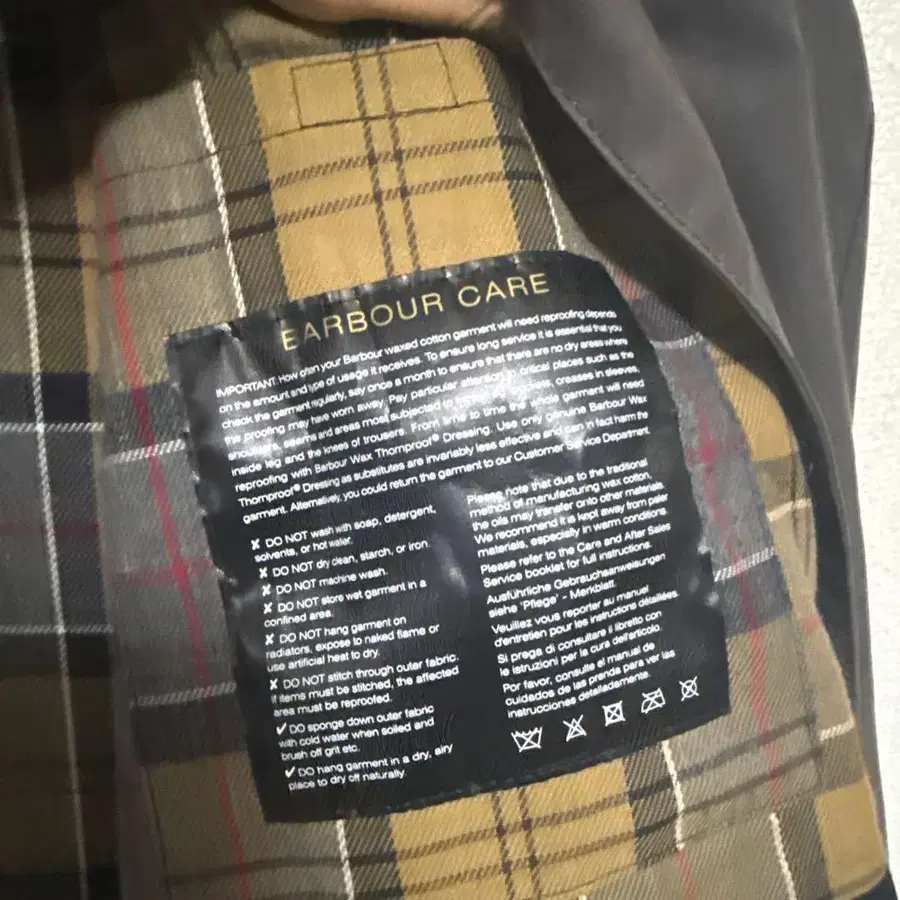 BARBOUR CARE
IMPORTANT: How often your Barbour waxed cotton garment will need reproofing depends
on the amount and type of usage it receives. To ensure long service it is essential that you
check the garment regularly, say once a month to ensure that there are no dry areas where
the proofing may have worn away. Pay particular attention to critical places such as the
shoulders, seams and areas most subjected to creases in sleeves,
inside leg and the knees of trousers. From time to time the whole garment will need
reproofing with Barbour Wax Thornproof® Dressing. Use only genuine Barbour Wax
Thornproof® Dressing as substitutes are invariably less effective and can in fact harm the
garment. Alternatively, you could return the garment to our Customer Service Department.
✘ DO NOT wash with soap, detergent,
solvents, or hot water.
✘ DO NOT dry clean, starch, or iron.
✘ DO NOT machine wash.
✘ DO NOT store wet garment in a
confined area.
✘ DO NOT hang garment on
radiators, expose to naked flame or
use artificial heat to dry.
✘ DO NOT stitch through outer fabric.
If items must be stitched, the affected
area must be reproofed.
✔ DO sponge down outer fabric
with cold water when soiled and
brush off grit etc.
✔ DO hang garment in a dry, airy
place to dry off naturally.
Please note that due to the traditional
method of manufacturing wax cotton,
the oils may transfer onto other materials.
We recommend it is kept away from paler
materials, especially in warm conditions.
Please refer to the Care and After Sales
Service booklet for full instructions.
Ausführliche Gebrauchsanweisungen
siehe 'Pflege' - Merkblatt.
Veuillez vous reporter au manuel
d'entretien pour les instructions détaillées.
Si prega di consultare il libretto con
le istruzioni per la cura dell'articolo.
Por favor, consulte el manual de
cuidados de las prenda para ver las
instrucciones detalladamente.